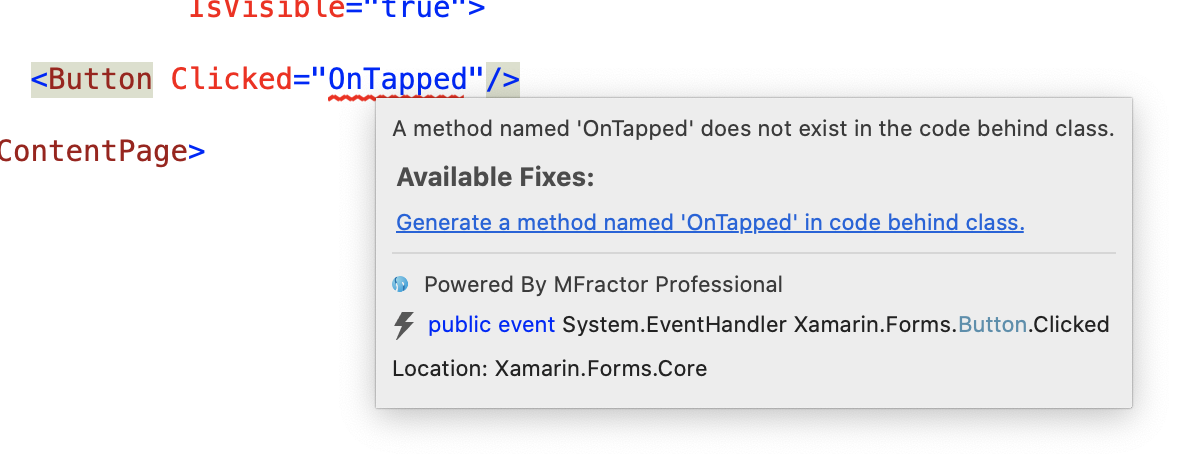 IsVisible="true">
<Button Clicked="OnTapped"/>
A method named 'OnTapped' does not exist in the code behind class.
ContentPage>
Available Fixes:
Generate a method named 'OnTapped' in code behind class.
Powered By MFractor Professional
public event System.EventHandler Xamarin.Forms.Button.Clicked
Location: Xamarin.Forms.Core